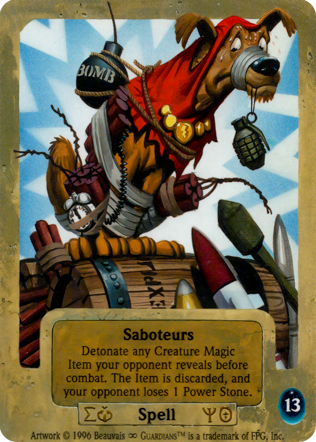 BOMB
EXPL
Saboteurs
Detonate any Creature Magic
Item your opponent reveals before
combat. The Item is discarded, and
your opponent loses 1 Power Stone.
13
Spell
Artwork © 1996 Beauvais ∞ GUARDIANS™ is a trademark of FPG, Inc.